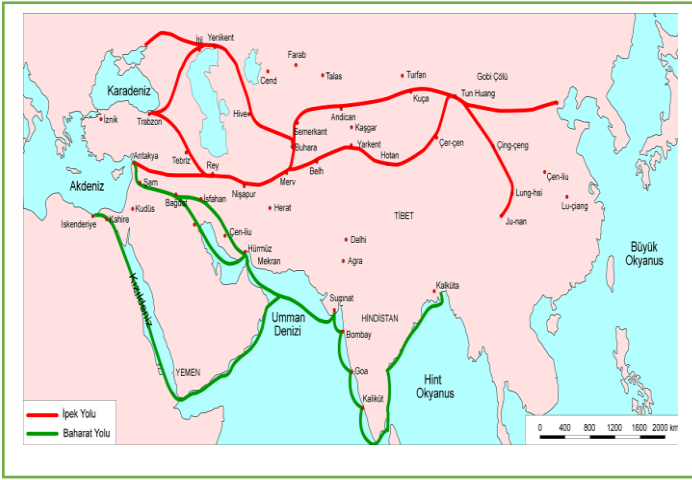 İtil Yenikent
Farab
Cend
Talas
Turfan
Gobi Çölü
Karadeniz
Kuça
Tun Huang
İznik
Trabzon
Hive
Andican
Semerkant
Kaşgar
Buhara
Yarkent
Çer-çen
Çing-çeng
Antakya
Tebriz
Rey
Merv
Belh
Hotan
Akdeniz
Şam
Nişapur
Lung-hsi
Çen-liu
Bagdat
İsfahan
Herat
TİBET
Lu-çiang
İskenderiye
Kahire
Kudüs
Ju-nan
Çen-liu
Hürmüz
Mekran
Delhi
Agra
Büyük
Okyanus
Kızıldeniz
Umman
Denizi
Sumnat
HİNDİSTAN
Kalküta
Bombay
YEMEN
Goa
Hint
Okyanus
Kaliküt
İpek Yolu
Baharat Yolu
0 400 800 1200 1600 2000 km